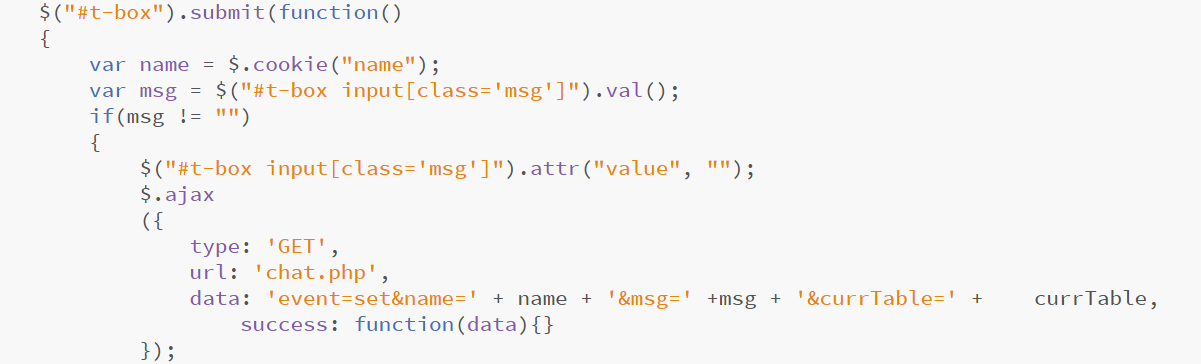 $("#t-box").submit(function()
{
var name = $.cookie("name");
var msg = $("#t-box input[class='msg']").val();
if(msg != "")
{
$("#t-box input[class='msg']").attr("value", "");
$.ajax
({
type: 'GET',
url: 'chat.php',
data: 'event=set&name=' + name + '&msg=' +msg + '&currTable=' +    currTable,
success: function(data){}
});